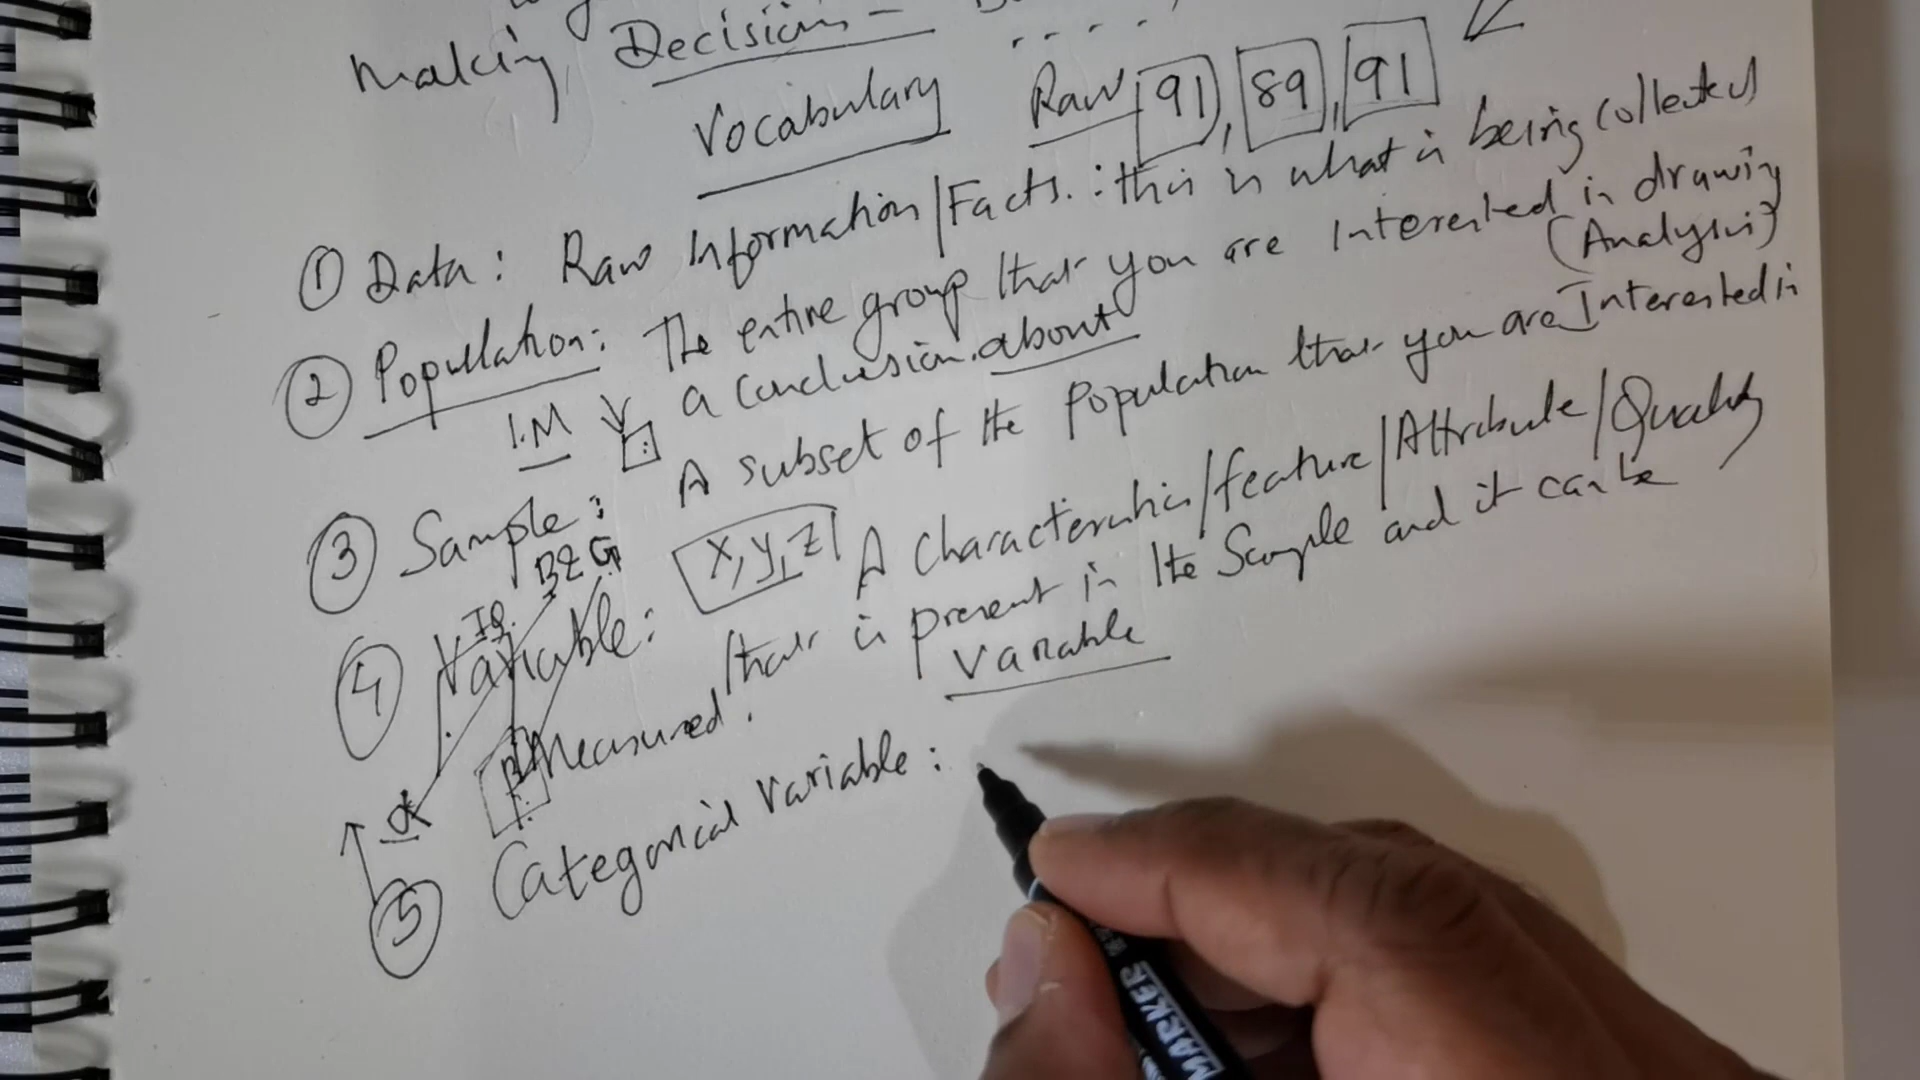 Making Decision -
Vocabulary Raw 91, 89, 91
① Data: Raw Information/Facts. : this is what is being collected
② Popullation: The entire group that you are Interested in drawing
a conclusion about (Analysis)
1.M
③ Sample: A subset of the Population that you are Interested in
④ Variable: x, y, z A Characteristics/feature/Attribute/Quality
that is present in the Sample and it can be
Measured. Variable
⑤ Categorical Variable:
MARKER